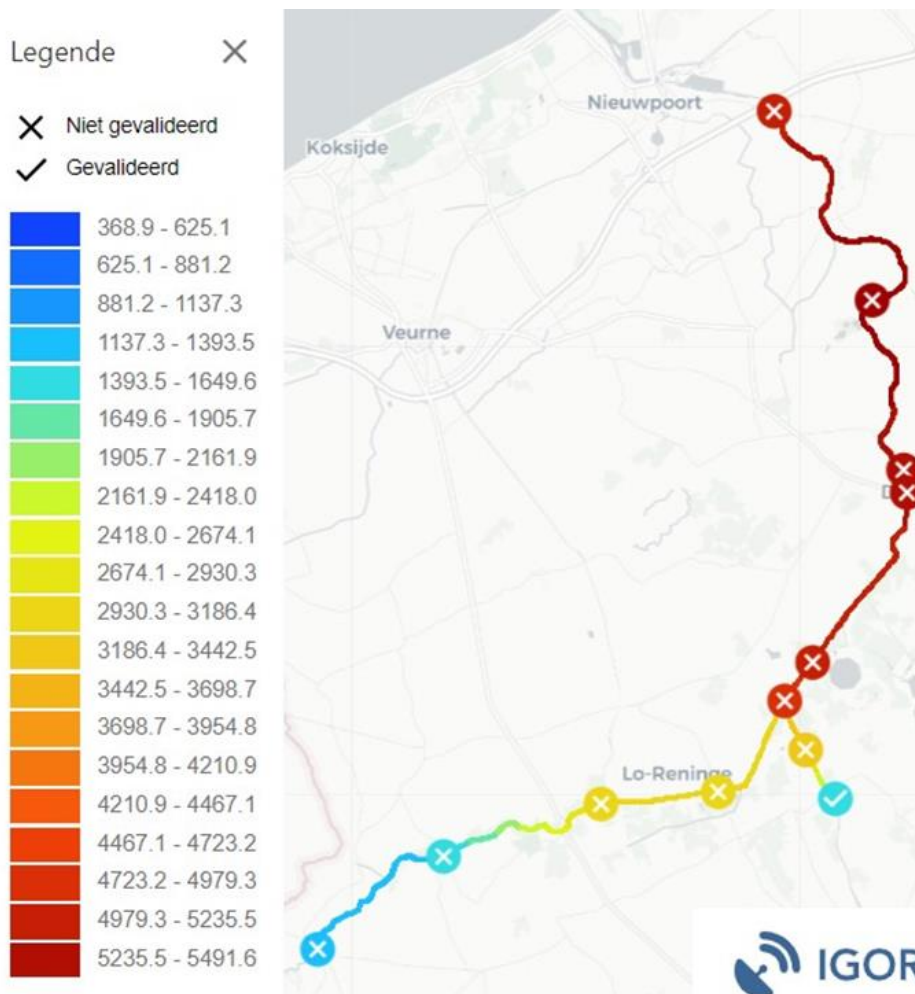 Legende
Niet gevalideerd
Gevalideerd
368.9 - 625.1
625.1 - 881.2
881.2 - 1137.3
1137.3 - 1393.5
1393.5 - 1649.6
1649.6 - 1905.7
1905.7 - 2161.9
2161.9 - 2418.0
2418.0 - 2674.1
2674.1 - 2930.3
2930.3 - 3186.4
3186.4 - 3442.5
3442.5 - 3698.7
3698.7 - 3954.8
3954.8 - 4210.9
4210.9 - 4467.1
4467.1 - 4723.2
4723.2 - 4979.3
4979.3 - 5235.5
5235.5 - 5491.6
Nieuwpoort
Koksijde
Veurne
Lo-Reninge
IGOR